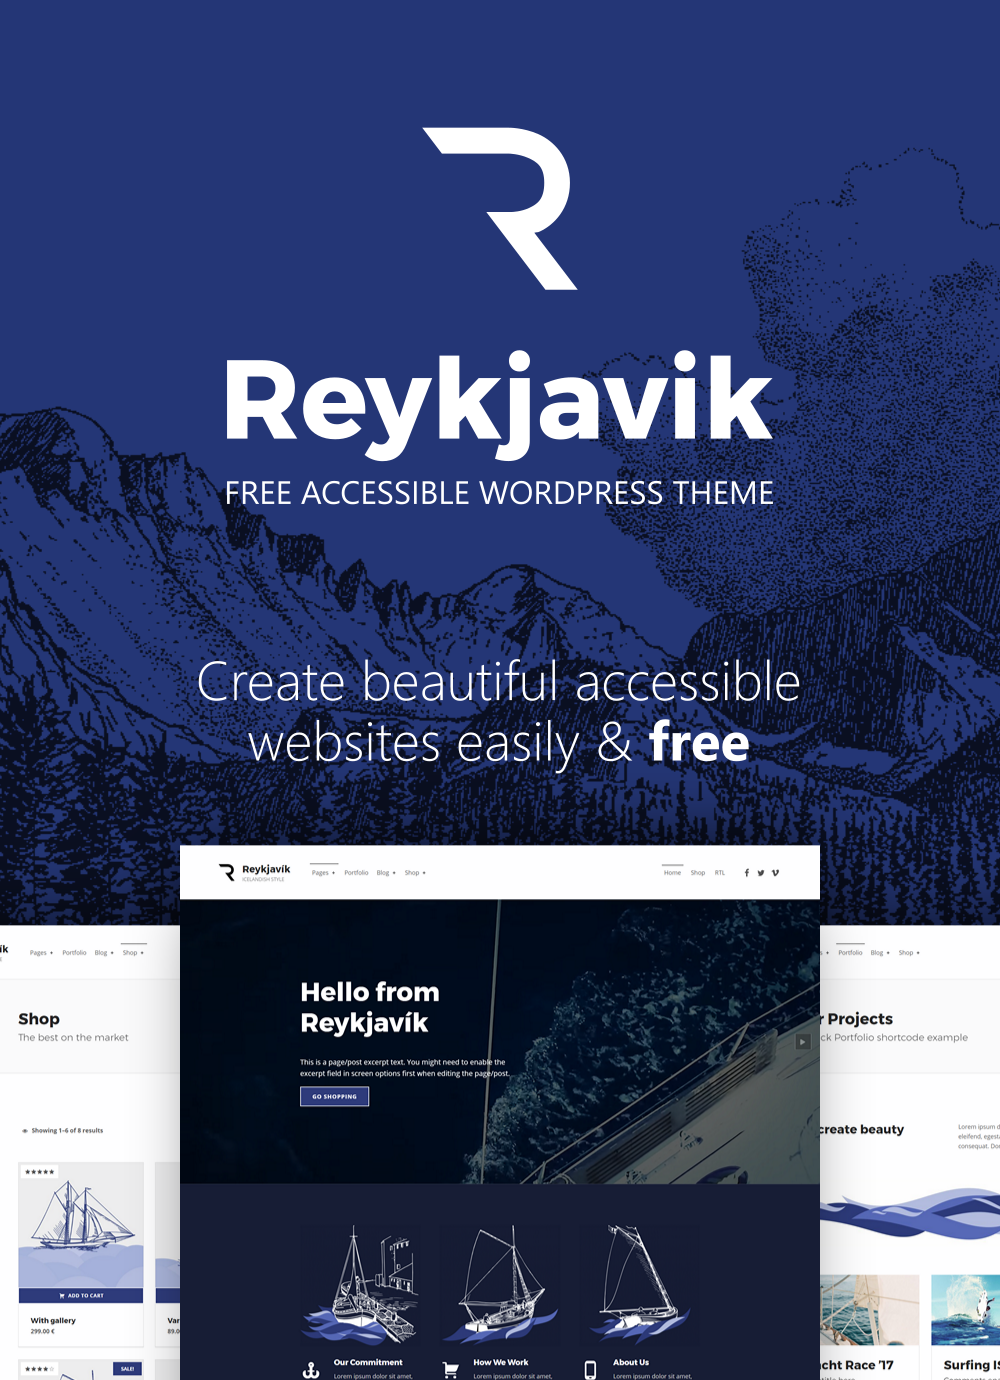 Reykjavik
FREE ACCESSIBLE WORDPRESS THEME
Create beautiful accessible
websites easily & free
Reykjavík
ICELANDISH STYLE
Pages Portfolio Blog Shop
Home Shop RTL
Hello from
Reykjavík
This is a page/post excerpt text. You might need to enable the
excerpt field in screen options first when editing the page/post.
GO SHOPPING
Our Commitment
Lorem ipsum dolor sit amet,
How We Work
Lorem ipsum dolor sit amet,
About Us
Lorem ipsum dolor sit amet,
ík
Pages Portfolio Blog Shop
Shop
The best on the market
Showing 1–6 of 8 results
ADD TO CART
With gallery
299.00 €
Var
89.0
SALE!
Portfolio Blog Shop
r Projects
ck Portfolio shortcode example
create beauty
Lorem ipsum d
eleifend, egest
consequat. Do
cht Race '17
Surfing IS